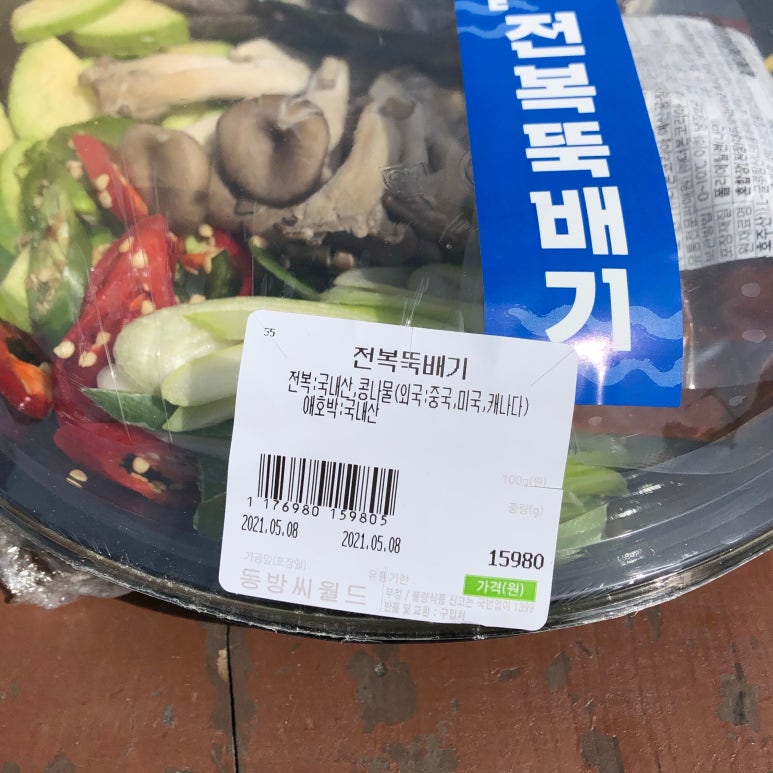 전복뚝배기
55
전복뚝배기
전복:국내산,콩나물(외국:중국,미국,캐나다)
애호박:국내산
100g(원)
중량(g)
1 176980 159805
2021.05.08 2021.05.08
15980
가공일(포장일) 유통기한 가격(원)
동방씨월드
부정 / 불량식품 신고는 국번없이 1399
반품 및 교환 : 구입처